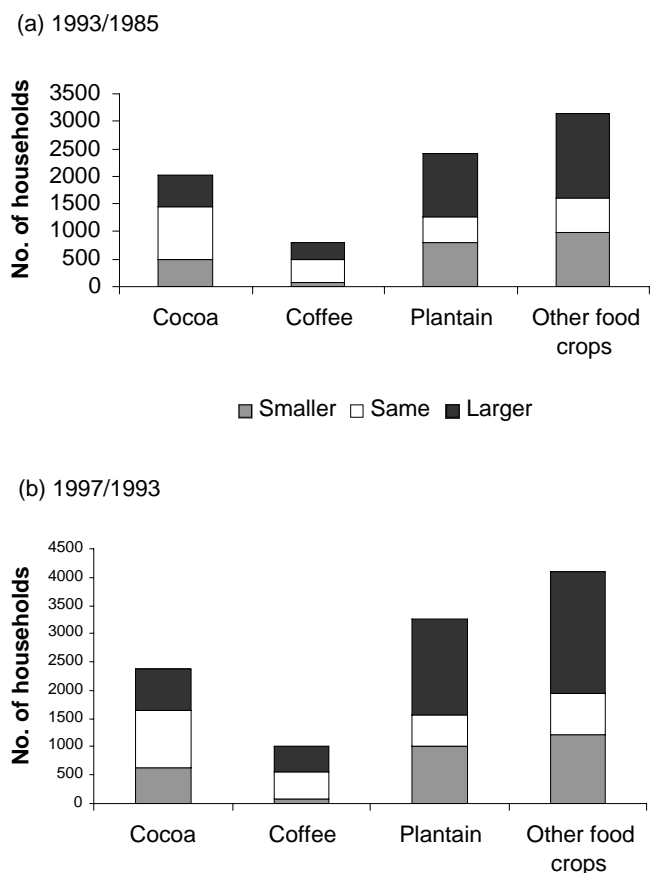 (a) 1993/1985
No. of households
3500
3000
2500
2000
1500
1000
500
0
Cocoa Coffee Plantain Other food
crops
Smaller Same Larger
(b) 1997/1993
No. of households
4500
4000
3500
3000
2500
2000
1500
1000
500
0
Cocoa Coffee Plantain Other food
crops